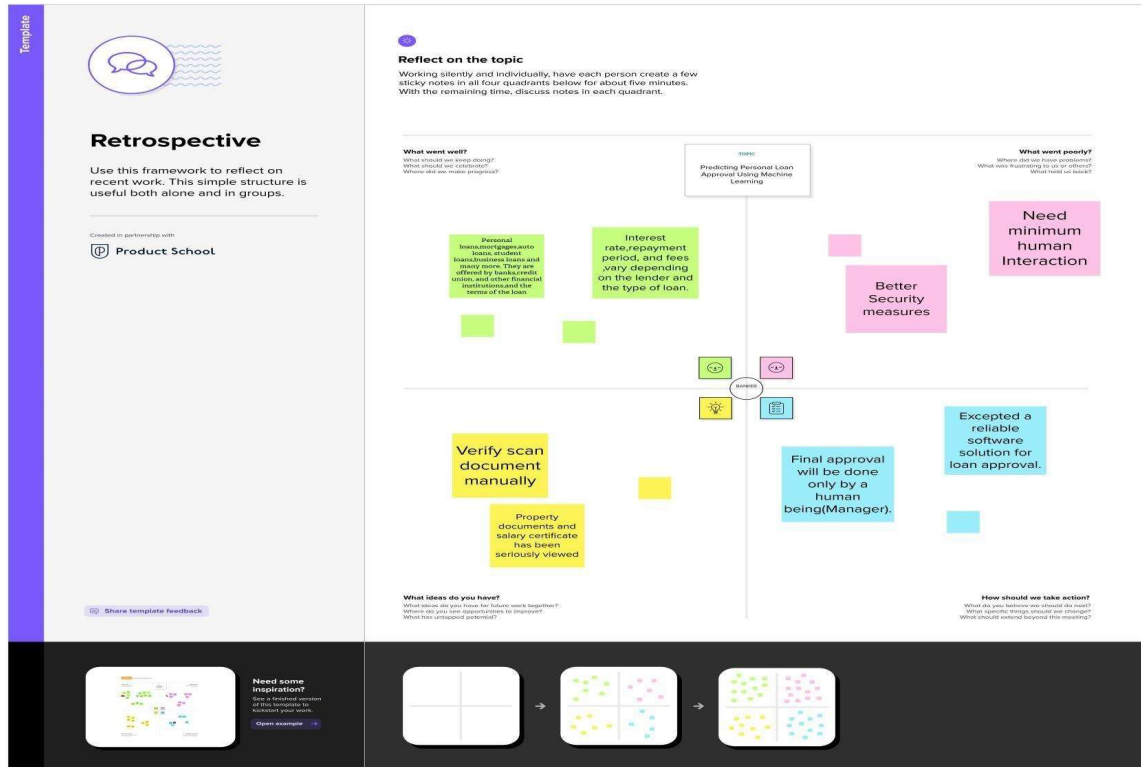 Template
Retrospective
Use this framework to reflect on
recent work. This simple structure is
useful both alone and in groups.
Created in partnership with
Product School
Share template feedback
Reflect on the topic
Working silently and individually, have each person create a few
sticky notes in all four quadrants below for about five minutes.
With the remaining time, discuss notes in each quadrant.
What went well?
What should we keep doing?
What should we celebrate?
Where did we make progress?
TOPIC
Predicting Personal Loan
Approval Using Machine
Learning
What went poorly?
Where did we have problems?
What was frustrating to us or others?
What held us back?
Personal
loans,mortgages,auto
loans, student
loans,business loans and
many more. They are
offered by banks,credit
union, and other financial
institutions,and the
terms of the loan
Interest
rate,repayment
period, and fees
,vary depending
on the lender and
the type of loan.
Need
minimum
human
Interaction
Better
Security
measures
BANKER
Verify scan
document
manually
Property
documents and
salary certificate
has been
seriously viewed
Final approval
will be done
only by a
human
being(Manager).
Excepted a
reliable
software
solution for
loan approval.
What ideas do you have?
What ideas do you have for future work together?
Where do you see opportunities to improve?
What has untapped potential?
How should we take action?
What do you believe we should do next?
What specific things should we change?
What should extend beyond this meeting?
Need some
inspiration?
See a finished version
of this template to
kickstart your work.
Open example